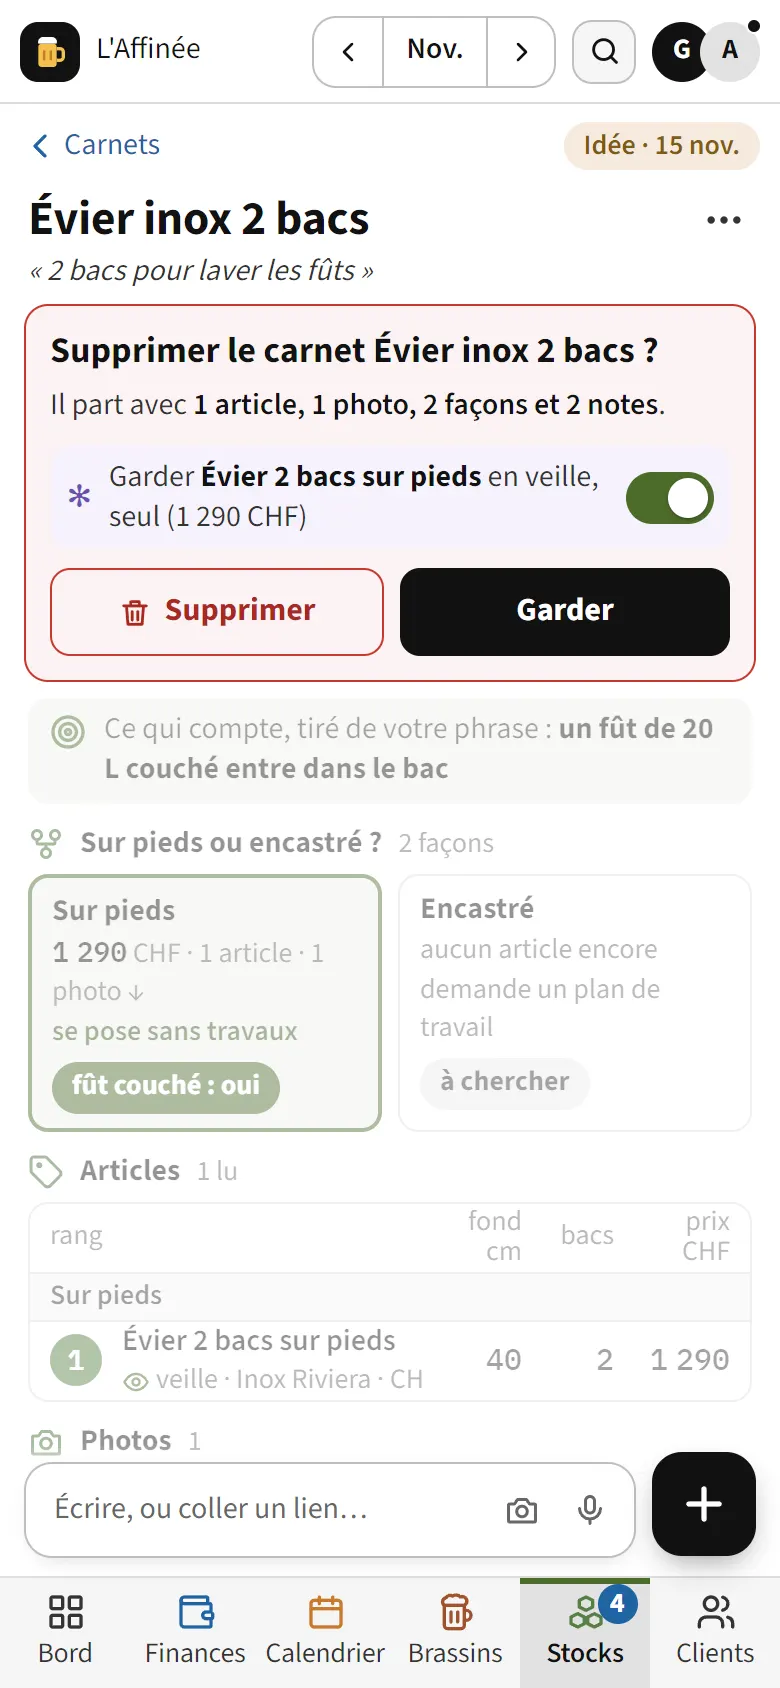 L'Affinée
Nov.
G
A
Carnets
Idée · 15 nov.
Évier inox 2 bacs
« 2 bacs pour laver les fûts »
Supprimer le carnet Évier inox 2 bacs ?
Il part avec 1 article, 1 photo, 2 façons et 2 notes.
Garder Évier 2 bacs sur pieds en veille,
seul (1 290 CHF)
Supprimer
Garder
Ce qui compte, tiré de votre phrase : un fût de 20
L couché entre dans le bac
Sur pieds ou encastré ? 2 façons
Sur pieds
1 290 CHF · 1 article · 1
photo ↓
se pose sans travaux
fût couché : oui
Encastré
aucun article encore
demande un plan de
travail
à chercher
Articles 1 lu
rang
fond
cm
bacs
prix
CHF
Sur pieds
1
Évier 2 bacs sur pieds
veille · Inox Riviera · CH
40
2
1 290
Photos 1
Écrire, ou coller un lien…
Bord
Finances
Calendrier
Brassins
4
Stocks
Clients